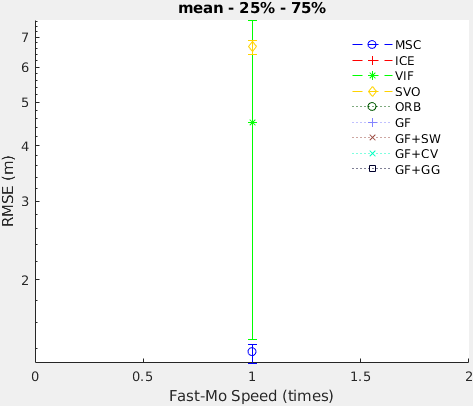 mean - 25% - 75%
7
6
5
4
3
2
RMSE (m)
MSC
ICE
VIF
SVO
ORB
GF
GF+SW
GF+CV
GF+GG
0
0.5
1
1.5
2
Fast-Mo Speed (times)